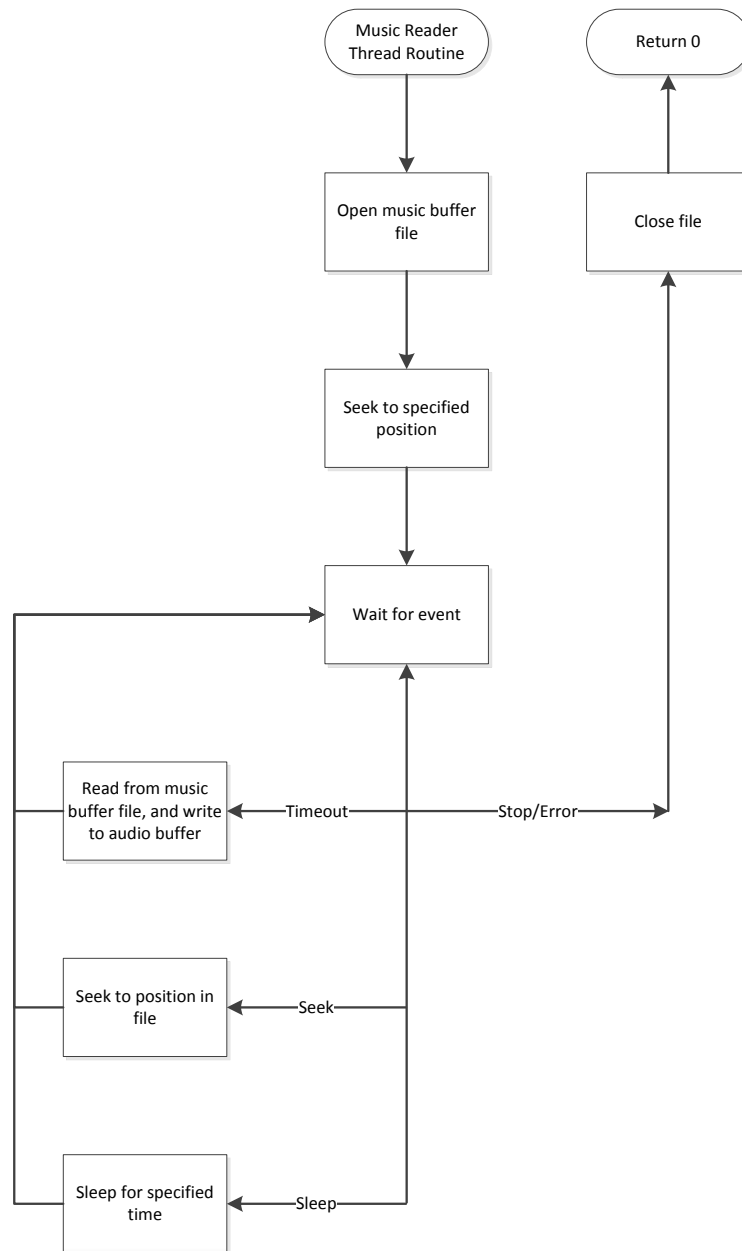 Music Reader
Thread Routine
Return 0
Open music buffer
file
Close file
Seek to specified
position
Wait for event
Read from music
buffer file, and write
to audio buffer
Timeout
Stop/Error
Seek to position in
file
Seek
Sleep for specified
time
Sleep